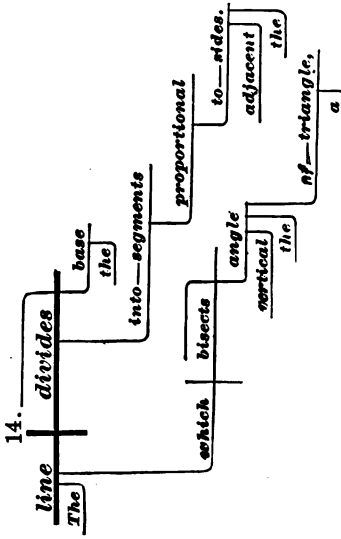 14.
line divides
The
base
the
into—segments
proportional
to—sides.
adjacent
the
which bisects
angle
vertical
the
of—triangle,
a